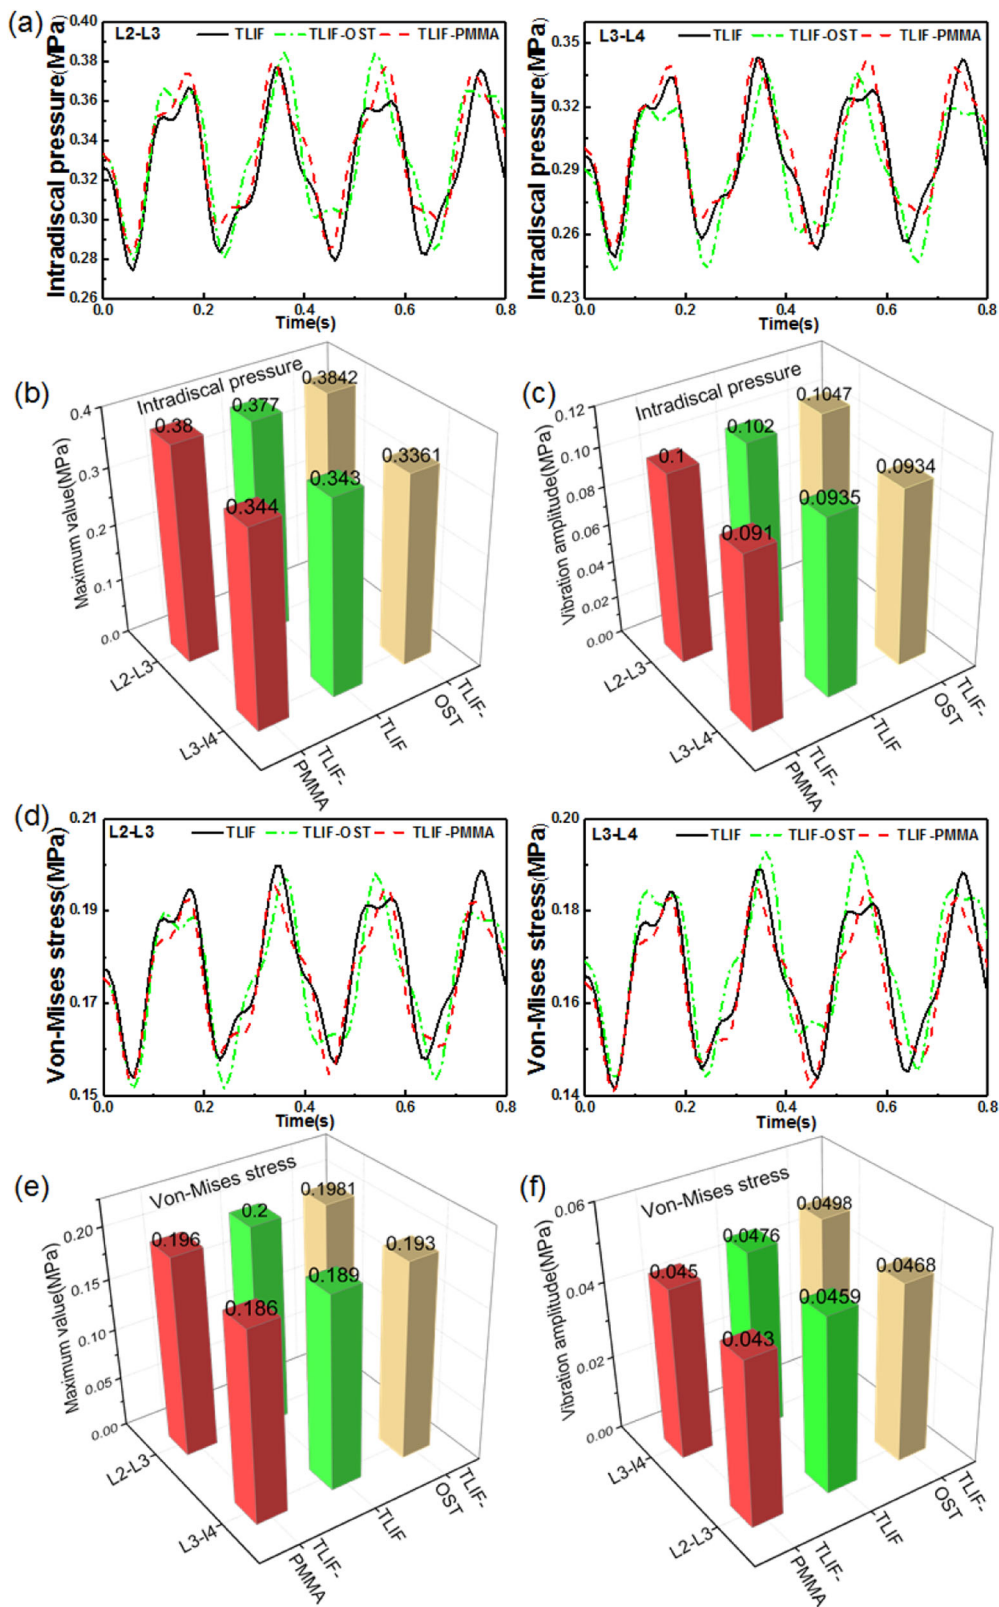 (a)
L2-L3 TLIF TLIF-OST TLIF-PMMA
Intradiscal pressure(MPa)
0.40
0.38
0.36
0.34
0.32
0.30
0.28
0.26
0.0 0.2 0.4 0.6 0.8
Time(s)
L3-L4 TLIF TLIF-OST TLIF-PMMA
Intradiscal pressure(MPa)
0.35
0.32
0.29
0.26
0.23
0.0 0.2 0.4 0.6 0.8
Time(s)
(b)
Intradiscal pressure
Maximum value(MPa)
0.4
0.3
0.2
0.1
0.0
0.38
0.377
0.3842
0.344
0.343
0.3361
L2-L3
L3-l4
TLIF-
PMMA
TLIF
TLIF-
OST
(c)
Intradiscal pressure
Vibration amplitude(MPa)
0.12
0.10
0.08
0.06
0.04
0.02
0.00
0.1
0.102
0.1047
0.091
0.0935
0.0934
L2-L3
L3-L4
TLIF-
PMMA
TLIF
TLIF-
OST
(d)
L2-L3 TLIF TLIF-OST TLIF-PMMA
Von-Mises stress(MPa)
0.21
0.19
0.17
0.15
0.0 0.2 0.4 0.6 0.8
Time(s)
L3-L4 TLIF TLIF-OST TLIF-PMMA
Von-Mises stress(MPa)
0.20
0.18
0.16
0.14
0.0 0.2 0.4 0.6 0.8
Time(s)
(e)
Von-Mises stress
Maximum value(MPa)
0.20
0.15
0.10
0.05
0.00
0.196
0.2
0.1981
0.186
0.189
0.193
L2-L3
L3-l4
TLIF-
PMMA
TLIF
TLIF-
OST
(f)
Von-Mises stress
Vibration amplitude(MPa)
0.06
0.04
0.02
0.00
0.045
0.0476
0.0498
0.043
0.0459
0.0468
L3-l4
L2-L3
TLIF-
PMMA
TLIF
TLIF-
OST